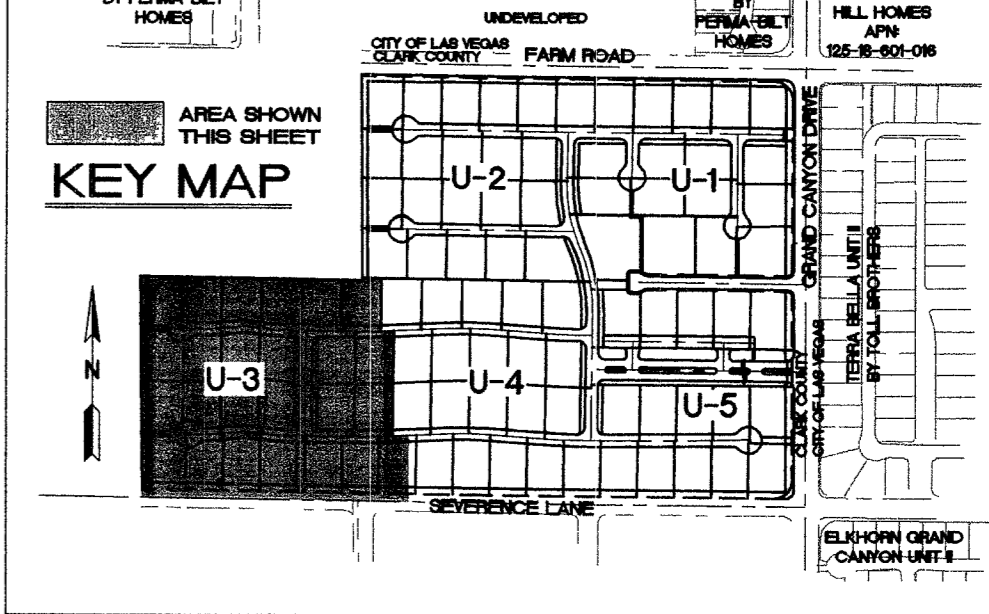 HOMES
UNDEVELOPED
BY
PERMA-BILT
HOMES
HILL HOMES
APN:
125-18-601-016
CITY OF LAS VEGAS
CLARK COUNTY
FARM ROAD
AREA SHOWN
THIS SHEET
KEY MAP
U-2
U-1
GRAND CANYON DRIVE
TERRA BELLA UNIT II
BY TOLL BROTHERS
N
U-3
U-4
U-5
CLARK COUNTY
CITY OF LAS VEGAS
SEVERENCE LANE
ELKHORN GRAND
CANYON UNIT II